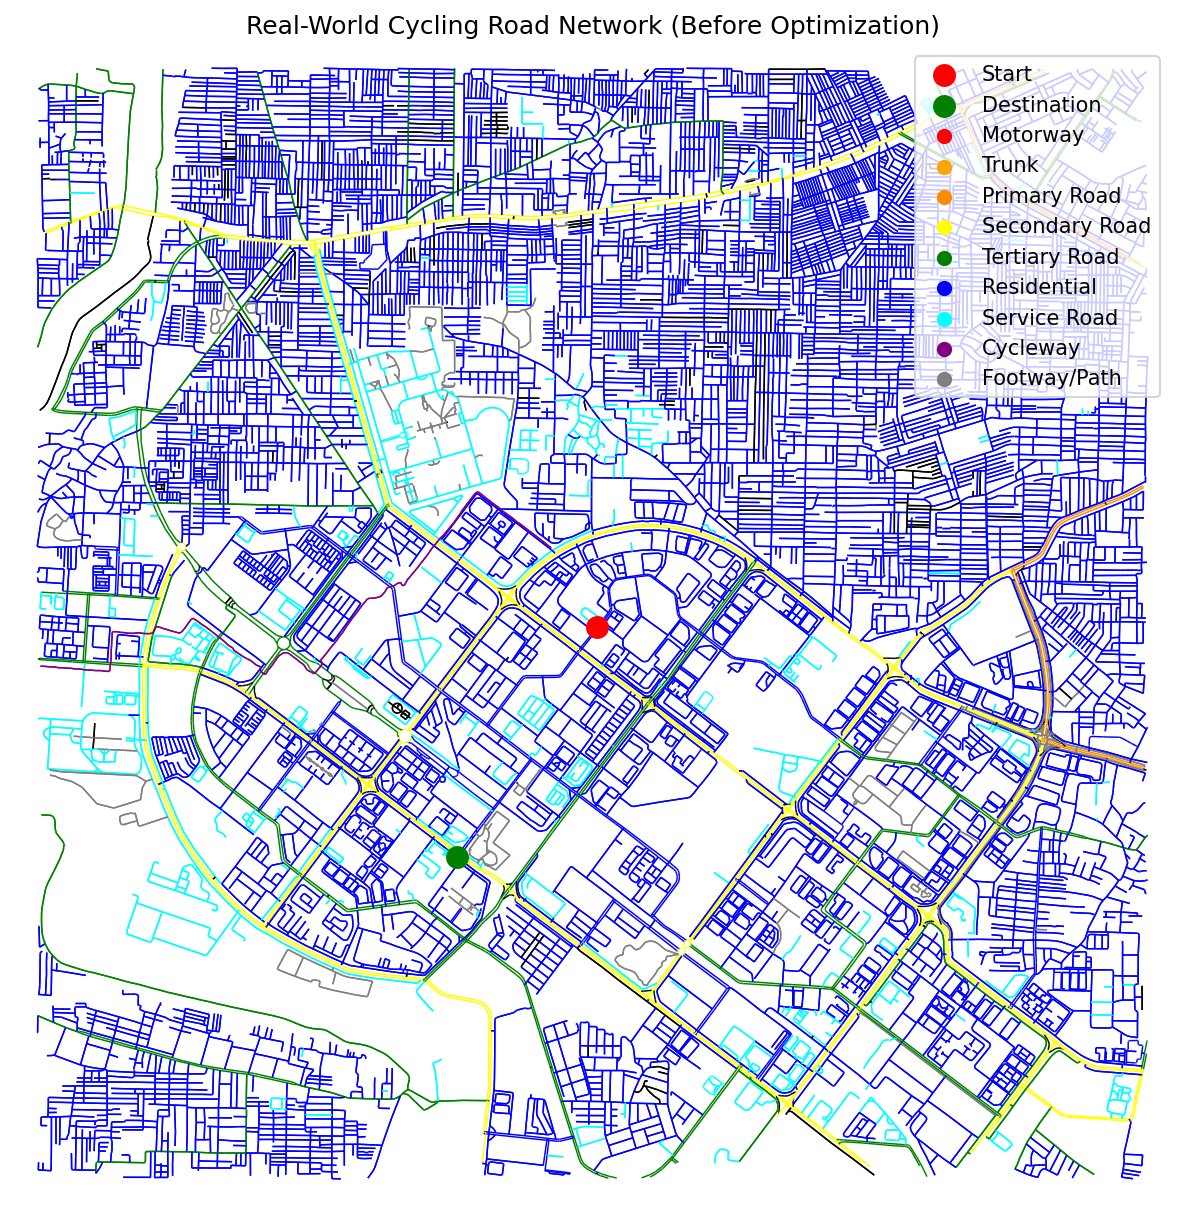 Real-World Cycling Road Network (Before Optimization)
Start
Destination
Motorway
Trunk
Primary Road
Secondary Road
Tertiary Road
Residential
Service Road
Cycleway
Footway/Path